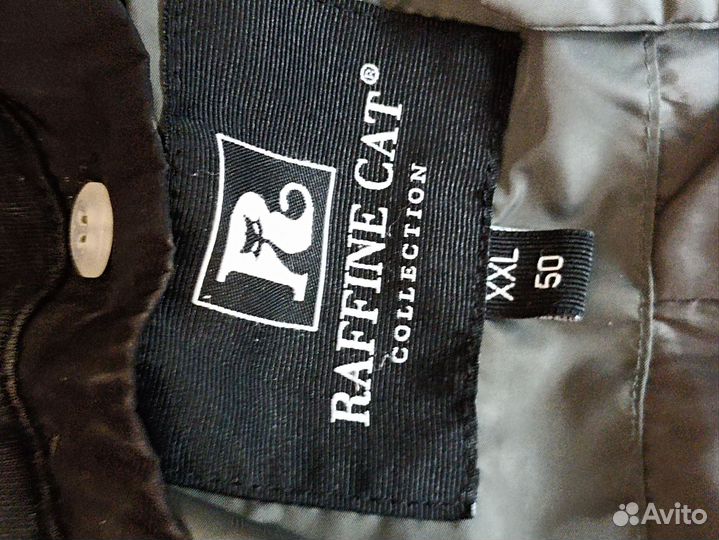 R
RAFFINE CAT®
COLLECTION
XXL
50
Avito